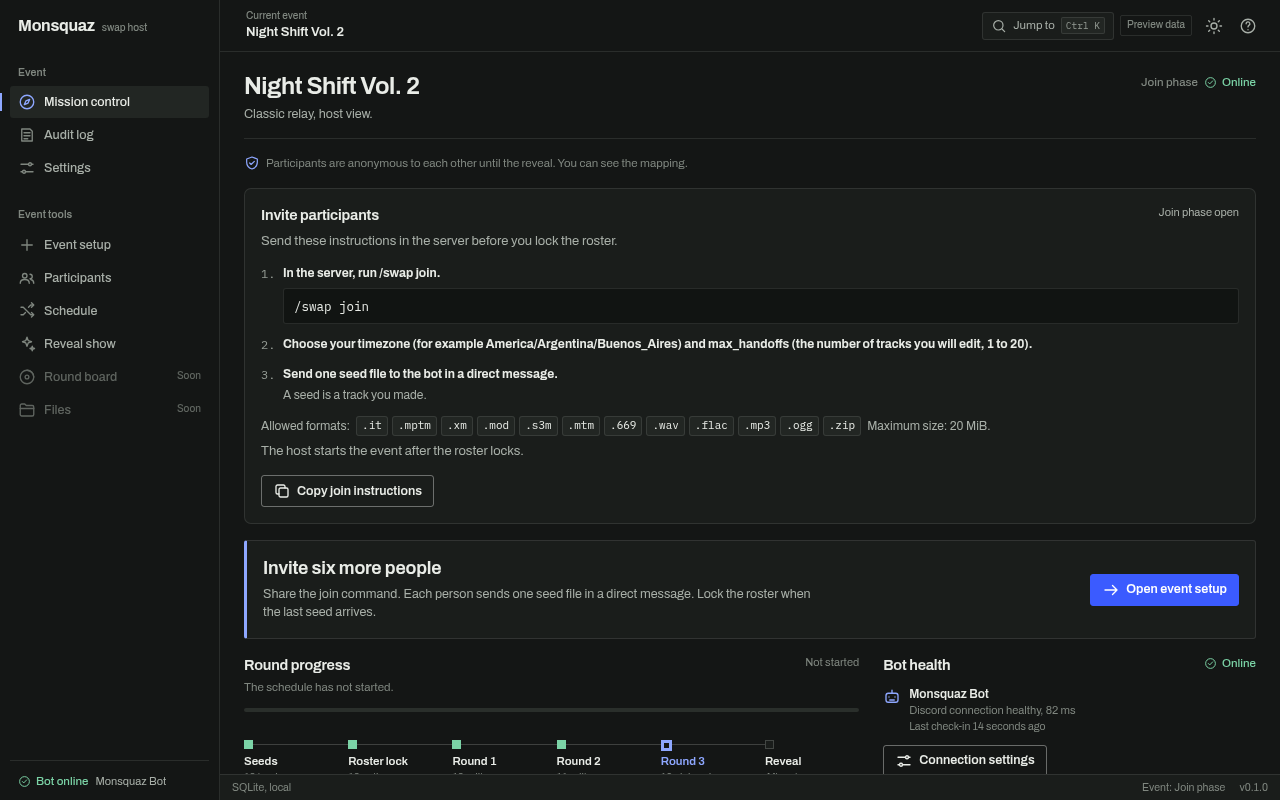 Monsquaz swap host
Current event
Night Shift Vol. 2
Jump to Ctrl K
Preview data
Event
Mission control
Audit log
Settings
Event tools
Event setup
Participants
Schedule
Reveal show
Round board Soon
Files Soon
Bot online Monsquaz Bot
Night Shift Vol. 2
Join phase Online
Classic relay, host view.
Participants are anonymous to each other until the reveal. You can see the mapping.
Invite participants
Join phase open
Send these instructions in the server before you lock the roster.
1. In the server, run /swap join.
/swap join
2. Choose your timezone (for example America/Argentina/Buenos_Aires) and max_handoffs (the number of tracks you will edit, 1 to 20).
3. Send one seed file to the bot in a direct message.
A seed is a track you made.
Allowed formats: .it .mptm .xm .mod .s3m .mtm .669 .wav .flac .mp3 .ogg .zip Maximum size: 20 MiB.
The host starts the event after the roster locks.
Copy join instructions
Invite six more people
Share the join command. Each person sends one seed file in a direct message. Lock the roster when
the last seed arrives.
Open event setup
Round progress Not started
The schedule has not started.
Seeds Roster lock Round 1 Round 2 Round 3 Reveal
Bot health Online
Monsquaz Bot
Discord connection healthy, 82 ms
Last check-in 14 seconds ago
Connection settings
SQLite, local
Event: Join phase v0.1.0